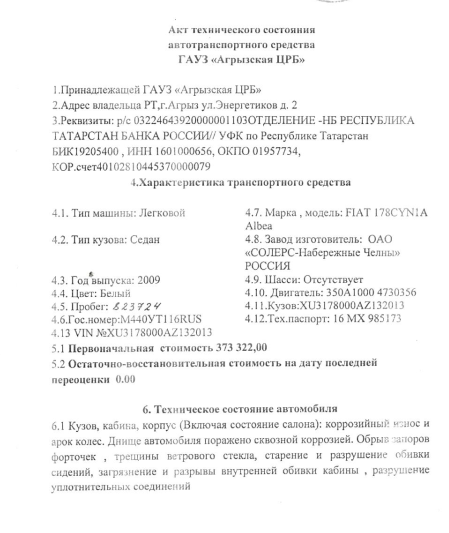 Акт технического состояния
автотранспортного средства
ГАУЗ «Агрызская ЦРБ»
1.Принадлежащей ГАУЗ «Агрызская ЦРБ»
2.Адрес владельца РТ,г.Агрыз ул.Энергетиков д. 2
3.Реквизиты: р/с 03224643920000001103ОТДЕЛЕНИЕ -НБ РЕСПУБЛИКА
ТАТАРСТАН БАНКА РОССИИ// УФК по Республике Татарстан
БИК19205400 , ИНН 1601000656, ОКПО 01957734,
КОР.счет40102810445370000079
4.Характеристика транспортного средства
4.1. Тип машины: Легковой
4.7. Марка , модель: FIAT 178CYN1A
Albea
4.2. Тип кузова: Седан
4.8. Завод изготовитель: ОАО
«СОЛЕРС-Набережные Челны»
РОССИЯ
4.3. Год выпуска: 2009
4.9. Шасси: Отсутствует
4.4. Цвет: Белый
4.10. Двигатель: 350A1000 4730356
4.5. Пробег: 523724
4.11.Кузов:XU3178000AZ132013
4.6.Гос.номер:М440УТ116RUS
4.12.Тех.паспорт: 16 МХ 985173
4.13 VIN №XU3178000AZ132013
5.1 Первоначальная стоимость 373 322,00
5.2 Остаточно-восстановительная стоимость на дату последней
переоценки 0.00
6. Техническое состояние автомобиля
6.1 Кузов, кабина, корпус (Включая состояние салона): коррозийный износ и
арок колес. Днище автомобиля поражено сквозной коррозией. Обрыв запоров
форточек , трещины ветрового стекла, старение и разрушение обивки
сидений, загрязнение и разрывы внутренней обивки кабины , разрушение
уплотнительных соединений